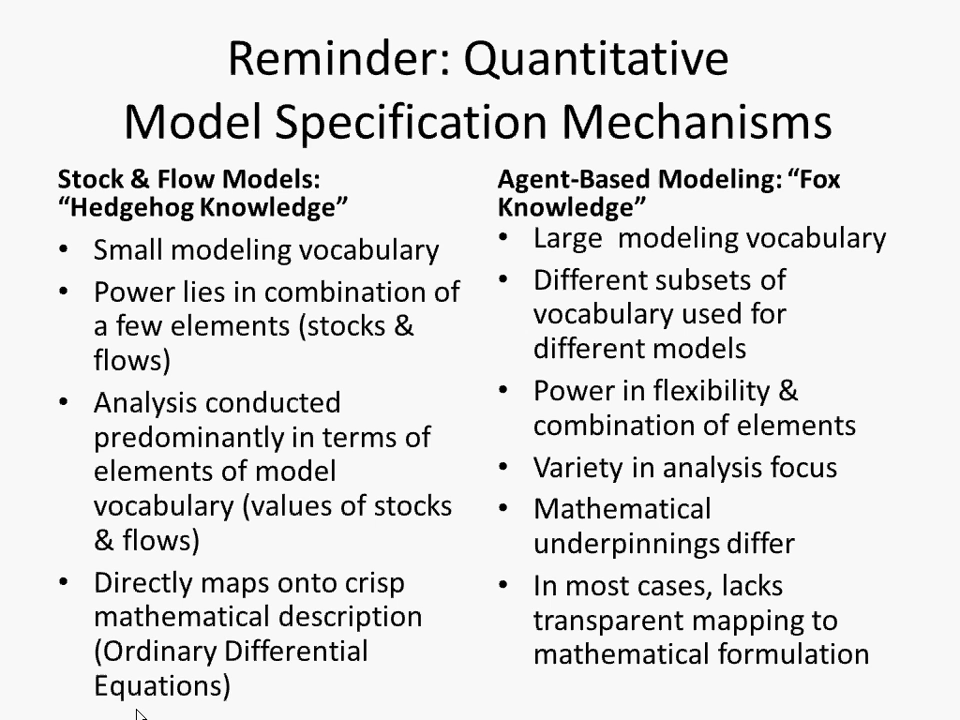 Reminder: Quantitative
Model Specification Mechanisms
Stock & Flow Models:
“Hedgehog Knowledge”
• Small modeling vocabulary
• Power lies in combination of
a few elements (stocks &
flows)
• Analysis conducted
predominantly in terms of
elements of model
vocabulary (values of stocks
& flows)
• Directly maps onto crisp
mathematical description
(Ordinary Differential
Equations)
Agent-Based Modeling: “Fox
Knowledge”
• Large  modeling vocabulary
• Different subsets of
vocabulary used for
different models
• Power in flexibility &
combination of elements
• Variety in analysis focus
• Mathematical
underpinnings differ
• In most cases, lacks
transparent mapping to
mathematical formulation